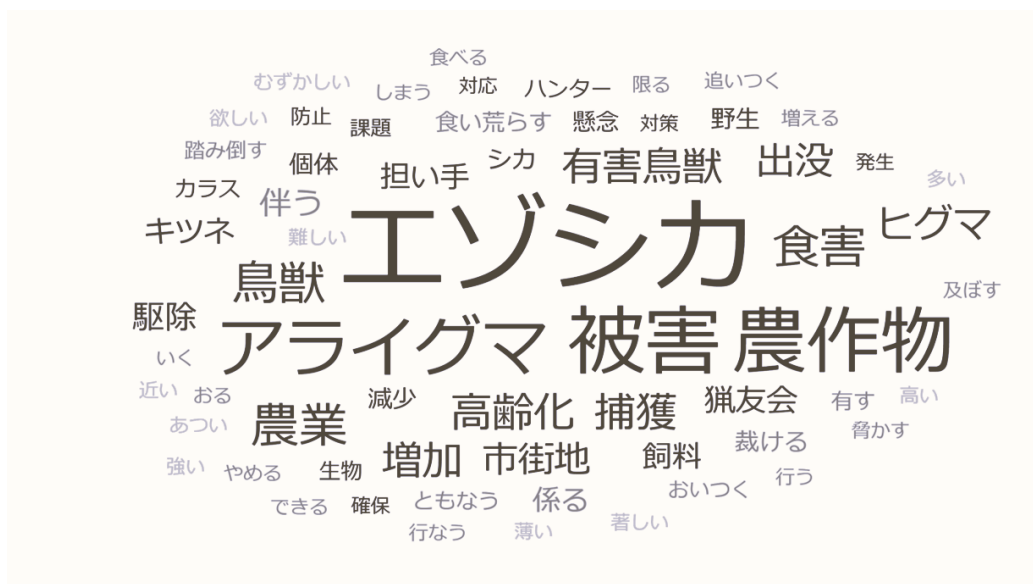 食べる
むずかしい しまう 対応 ハンター 限る 追いつく
欲しい 防止 課題 食い荒らす 懸念 対策 野生 増える
踏み倒す 個体 担い手 シカ 有害鳥獣 出没 発生
カラス 伴う 多い
キツネ 難しい エゾシカ 食害 ヒグマ
鳥獣 及ぼす
駆除 アライグマ 被害 農作物
いく
近い おる 減少 高齢化 捕獲 猟友会 有す 高い
あつい 農業 脅かす
強い やめる 生物 増加 市街地 飼料 裁ける
できる 確保 ともなう 係る おいつく 行う
行なう 薄い 著しい